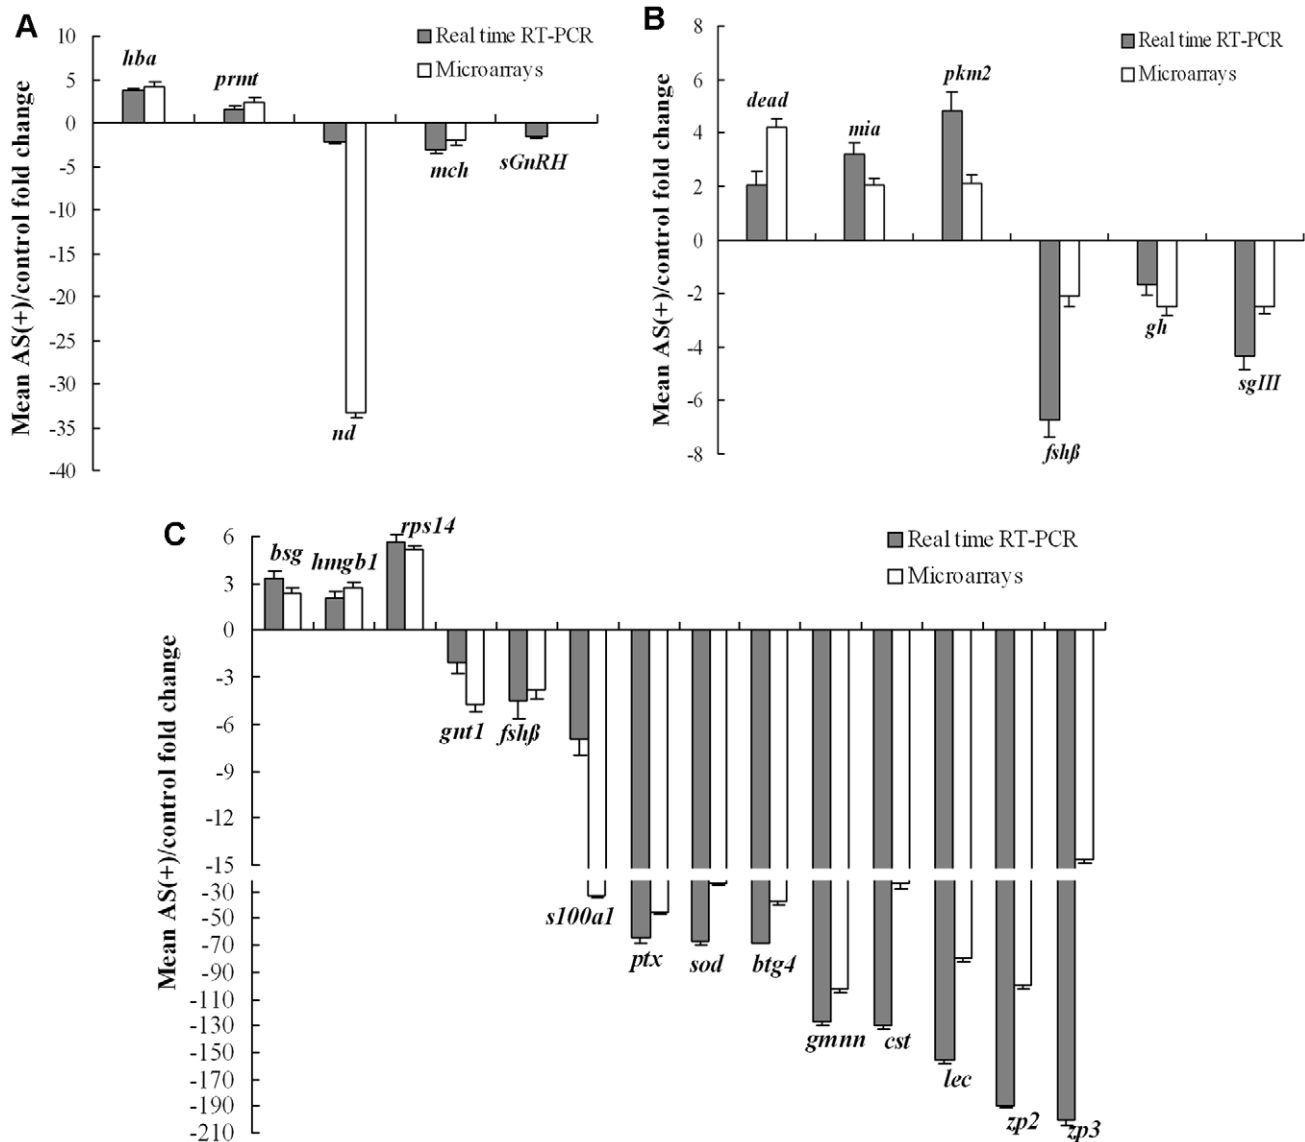 A
Mean AS(+)/control fold change
10
5
0
-5
-10
-15
-20
-25
-30
-35
-40
Real time RT-PCR
Microarrays
hba
prmt
nd
mch
sGnRH
B
Mean AS(+)/control fold change
8
6
4
2
0
-2
-4
-6
-8
Real time RT-PCR
Microarrays
dead
mia
pkm2
fshß
gh
sgIII
C
Mean AS(+)/control fold change
6
3
0
-3
-6
-9
-12
-15
-30
-50
-70
-90
-110
-130
-150
-170
-190
-210
Real time RT-PCR
Microarrays
bsg
hmgb1
rps14
gnt1
fshß
s100a1
ptx
sod
btg4
gmnn
cst
lec
zp2
zp3